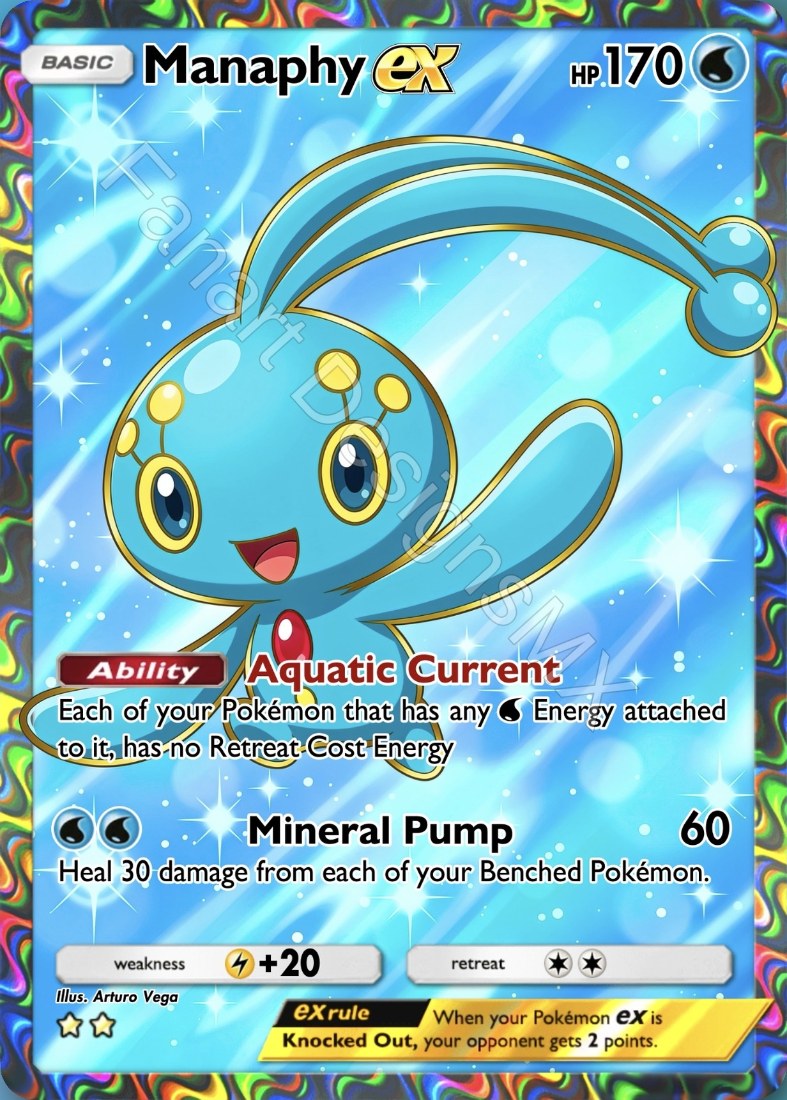 BASIC Manaphy ex HP 170
Fanart DesignsMX
Ability Aquatic Current
Each of your Pokémon that has any Energy attached
to it, has no Retreat Cost Energy
Mineral Pump 60
Heal 30 damage from each of your Benched Pokémon.
weakness +20 retreat
Illus. Arturo Vega
ex rule When your Pokémon ex is
Knocked Out, your opponent gets 2 points.